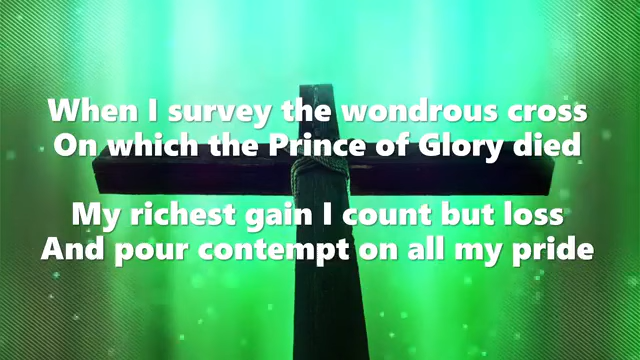 When I survey the wondrous cross
On which the Prince of Glory died
My richest gain I count but loss
And pour contempt on all my pride